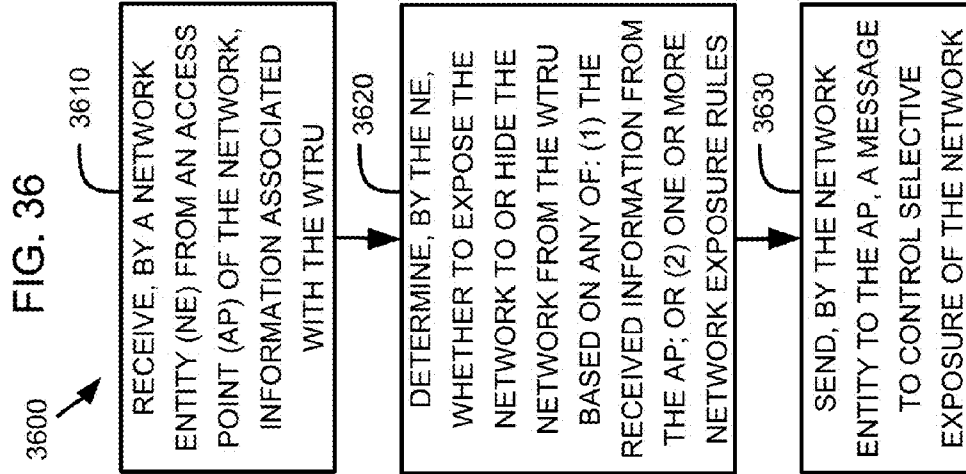 FIG. 36
3600
3610
RECEIVE, BY A NETWORK
ENTITY (NE) FROM AN ACCESS
POINT (AP) OF THE NETWORK,
INFORMATION ASSOCIATED
WITH THE WTRU
3620
DETERMINE, BY THE NE,
WHETHER TO EXPOSE THE
NETWORK TO OR HIDE THE
NETWORK FROM THE WTRU
BASED ON ANY OF: (1) THE
RECEIVED INFORMATION FROM
THE AP; OR (2) ONE OR MORE
NETWORK EXPOSURE RULES
3630
SEND, BY THE NETWORK
ENTITY TO THE AP, A MESSAGE
TO CONTROL SELECTIVE
EXPOSURE OF THE NETWORK